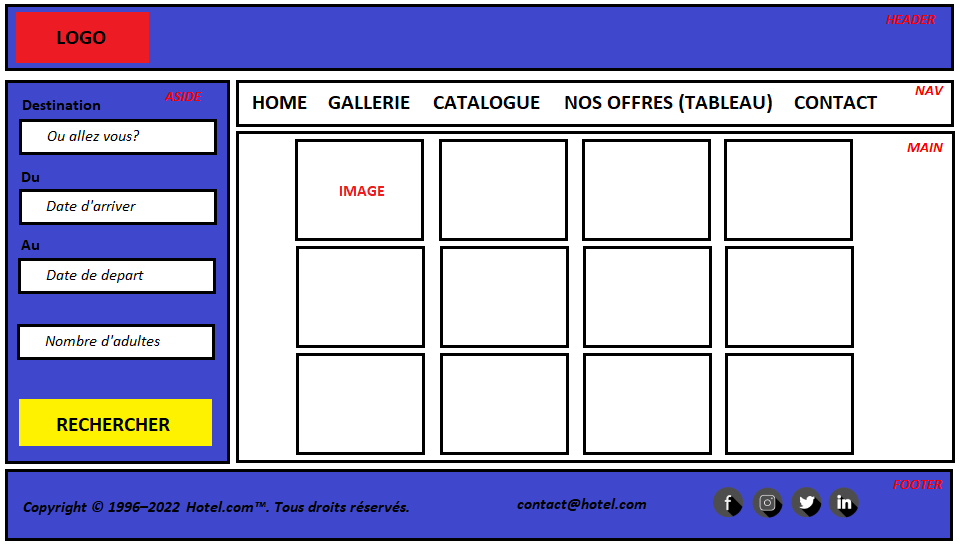 HEADER
LOGO
ASIDE
Destination
Ou allez vous?
Du
Date d'arriver
Au
Date de depart
Nombre d'adultes
RECHERCHER
NAV
HOME GALLERIE CATALOGUE NOS OFFRES (TABLEAU) CONTACT
MAIN
IMAGE
FOOTER
Copyright © 1996–2022 Hotel.com™. Tous droits réservés.
contact@hotel.com
f
in